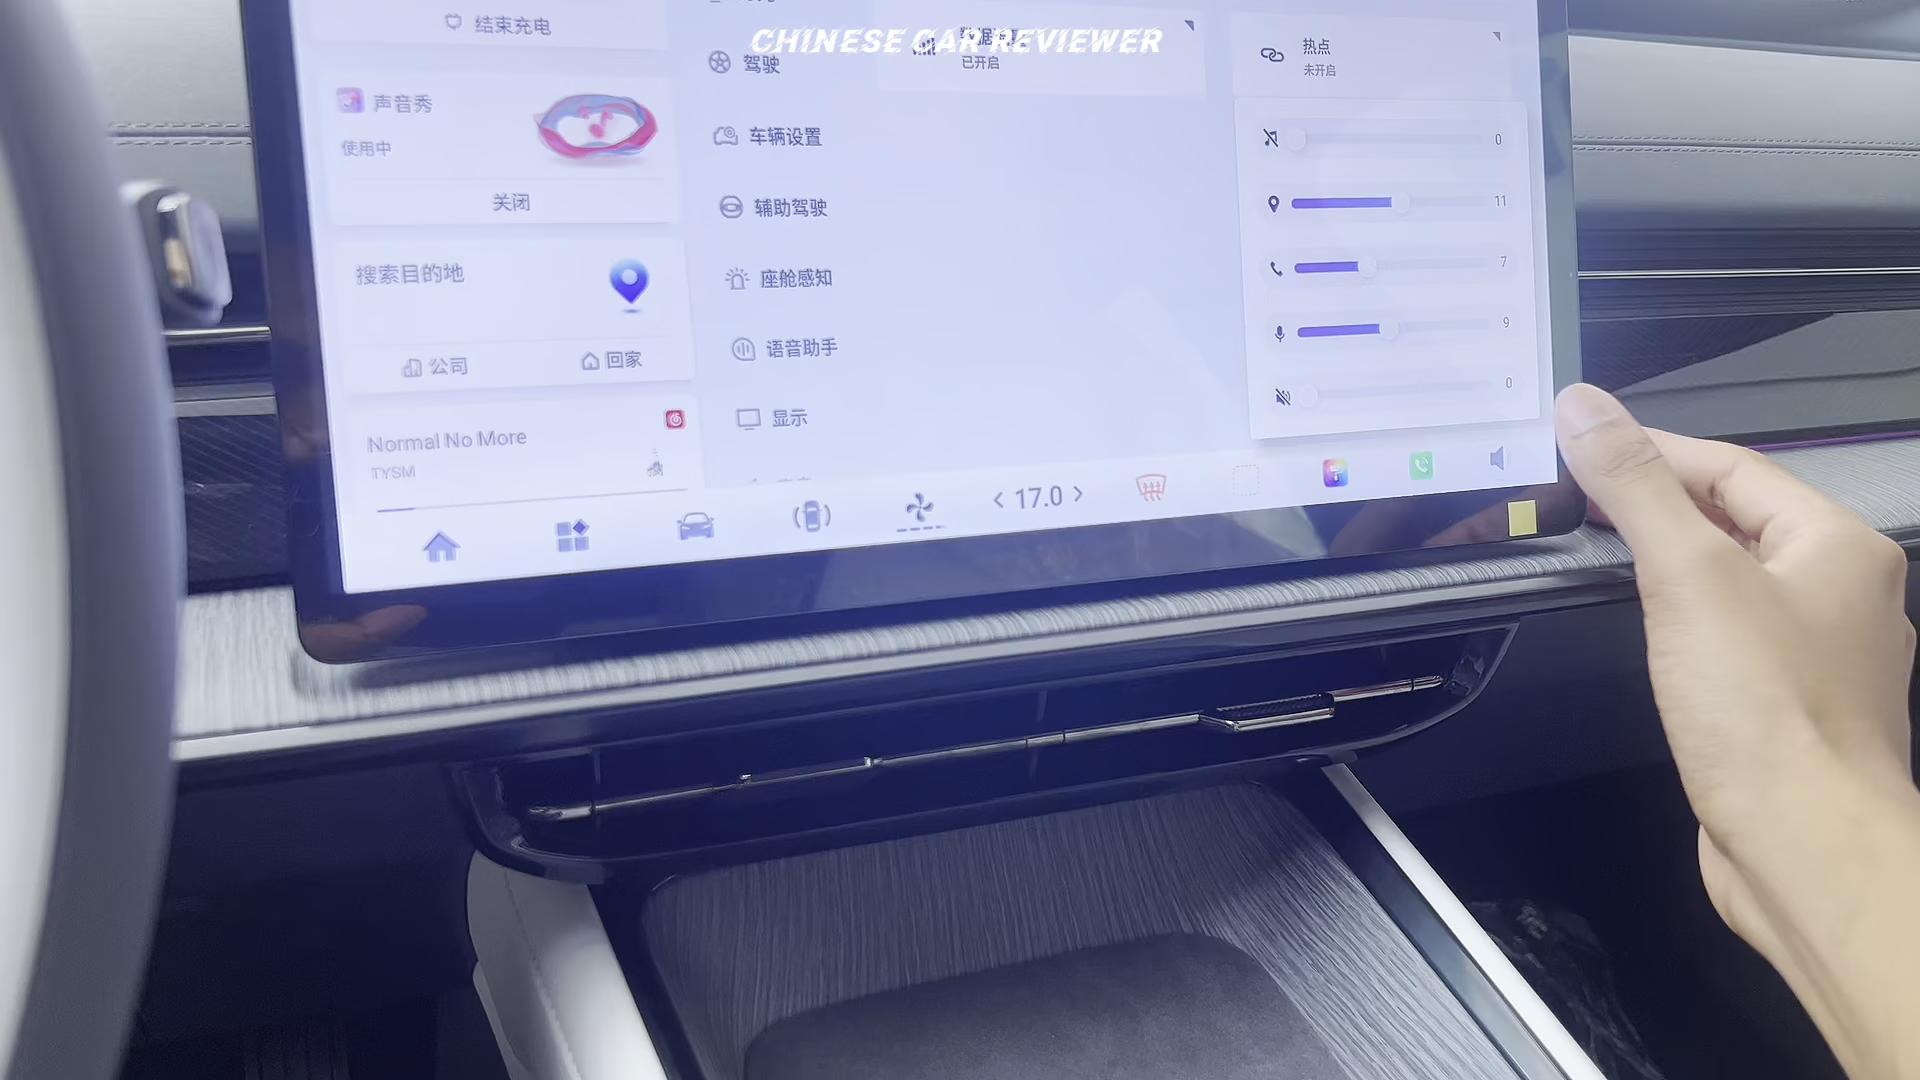 CHINESE CAR REVIEWER
结束充电
声音秀
使用中
关闭
搜索目的地
公司
回家
Normal No More
TYSM
驾驶
车辆设置
辅助驾驶
座舱感知
语音助手
显示
已开启
热点
未开启
0
11
7
9
0
17.0